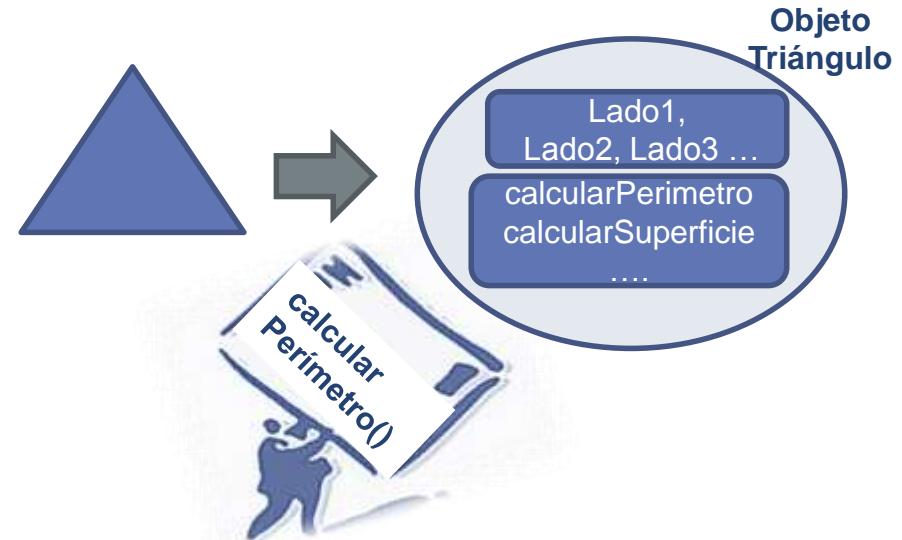 Objeto
Triángulo
Lado1,
Lado2, Lado3 …
calcularPerimetro
calcularSuperficie
….
calcular
Perímetro()